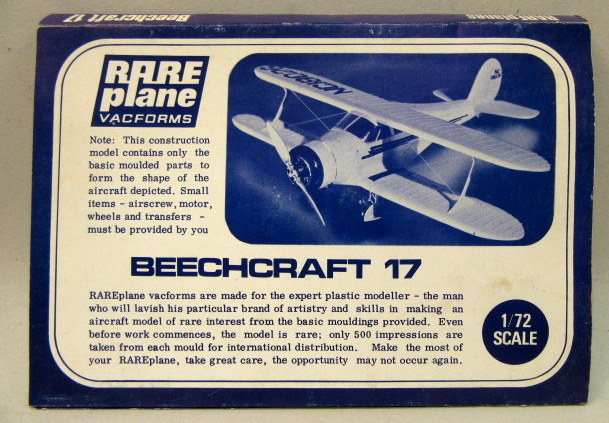 Beechcraft 17
RAREplanes
RARE
plane
VACFORMS
Note: This construction
model contains only the
basic moulded parts to
form the shape of the
aircraft depicted. Small
items - airscrew, motor,
wheels and transfers -
must be provided by you
BEECHCRAFT 17
RAREplane vacforms are made for the expert plastic modeller - the man
who will lavish his particular brand of artistry and skills in making an
aircraft model of rare interest from the basic mouldings provided. Even
before work commences, the model is rare; only 500 impressions are
taken from each mould for international distribution. Make the most of
your RAREplane, take great care, the opportunity may not occur again.
1/72
SCALE